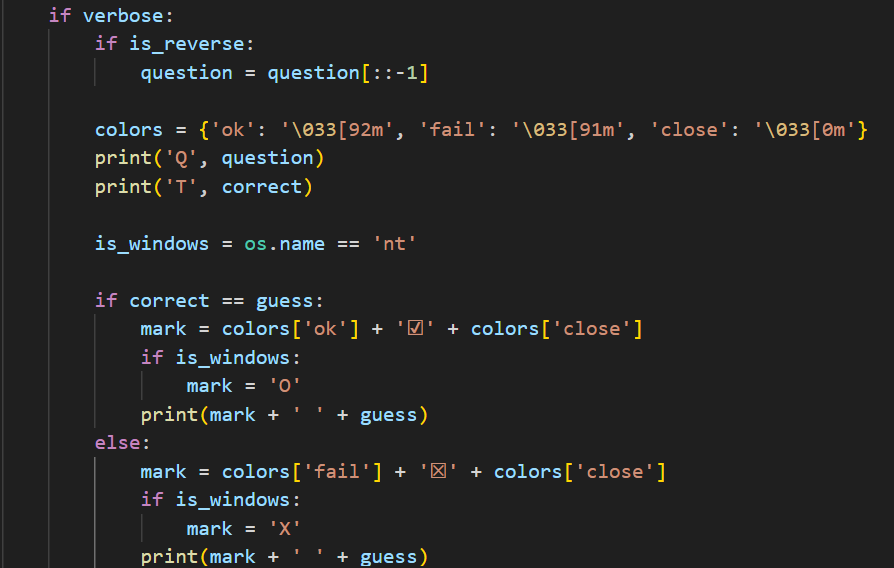 if verbose:
    if is_reverse:
        question = question[::-1]

    colors = {'ok': '\033[92m', 'fail': '\033[91m', 'close': '\033[0m'}
    print('Q', question)
    print('T', correct)

    is_windows = os.name == 'nt'

    if correct == guess:
        mark = colors['ok'] + '☑' + colors['close']
        if is_windows:
            mark = 'O'
        print(mark + ' ' + guess)
    else:
        mark = colors['fail'] + '☒' + colors['close']
        if is_windows:
            mark = 'X'
        print(mark + ' ' + guess)